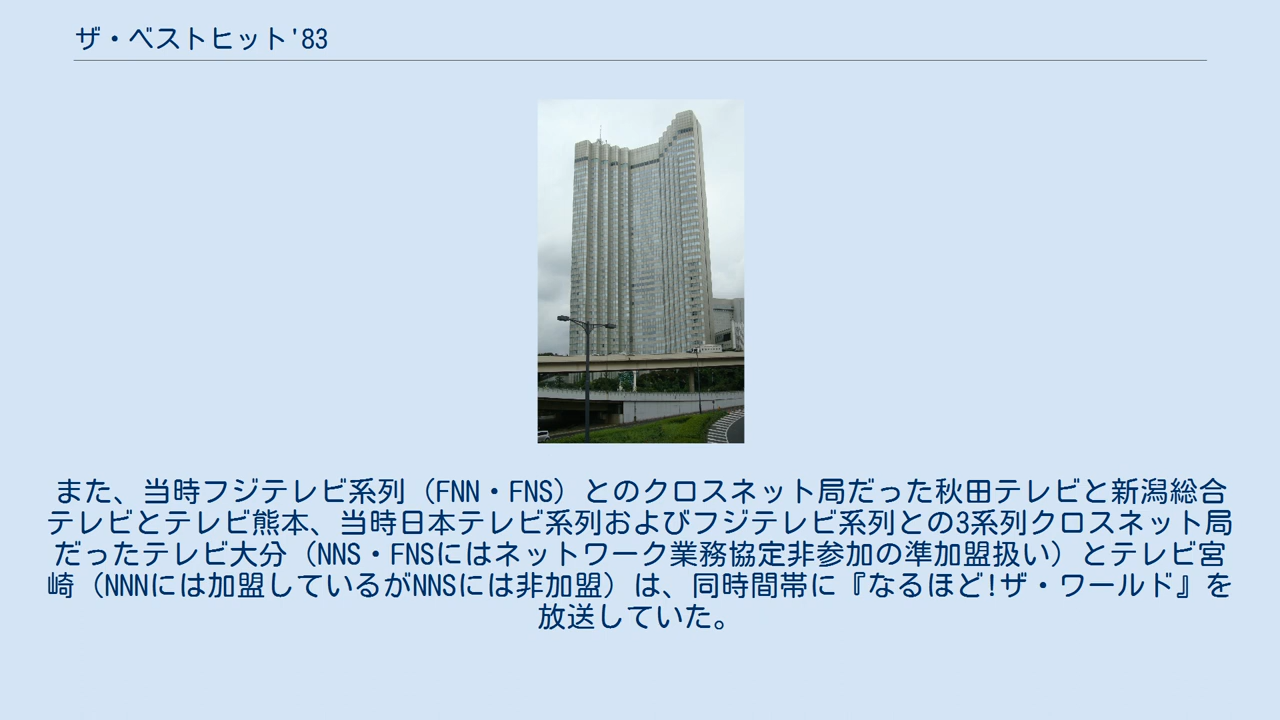 ザ・ベストヒット'83
また、当時フジテレビ系列（FNN・FNS）とのクロスネット局だった秋田テレビと新潟総合
テレビとテレビ熊本、当時日本テレビ系列およびフジテレビ系列との3系列クロスネット局
だったテレビ大分（NNS・FNSにはネットワーク業務協定非参加の準加盟扱い）とテレビ宮
崎（NNNには加盟しているがNNSには非加盟）は、同時間帯に『なるほど!ザ・ワールド』を
放送していた。